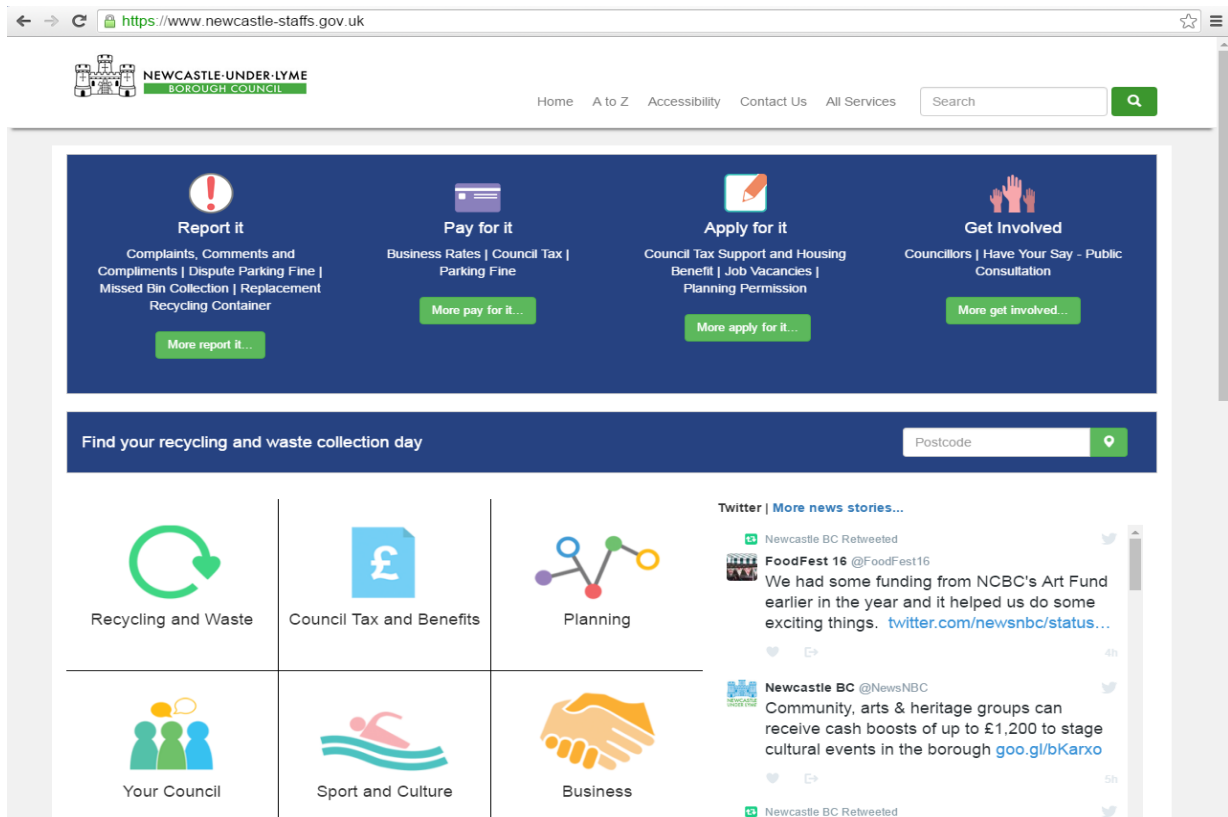 https://www.newcastle-staffs.gov.uk
NEWCASTLE·UNDER·LYME
BOROUGH COUNCIL
Home A to Z Accessibility Contact Us All Services Search
Report it
Complaints, Comments and
Compliments | Dispute Parking Fine |
Missed Bin Collection | Replacement
Recycling Container
More report it...
Pay for it
Business Rates | Council Tax |
Parking Fine
More pay for it...
Apply for it
Council Tax Support and Housing
Benefit | Job Vacancies |
Planning Permission
More apply for it...
Get Involved
Councillors | Have Your Say - Public
Consultation
More get involved...
Find your recycling and waste collection day
Postcode
Recycling and Waste
£
Council Tax and Benefits
Planning
Your Council
Sport and Culture
Business
Twitter | More news stories...
Newcastle BC Retweeted
FoodFest 16 @FoodFest16
We had some funding from NCBC's Art Fund
earlier in the year and it helped us do some
exciting things. twitter.com/newsnbc/status...
4h
NEWCASTLE
UNDER LYME
Newcastle BC @NewsNBC
Community, arts & heritage groups can
receive cash boosts of up to £1,200 to stage
cultural events in the borough goo.gl/bKarxo
5h
Newcastle BC Retweeted